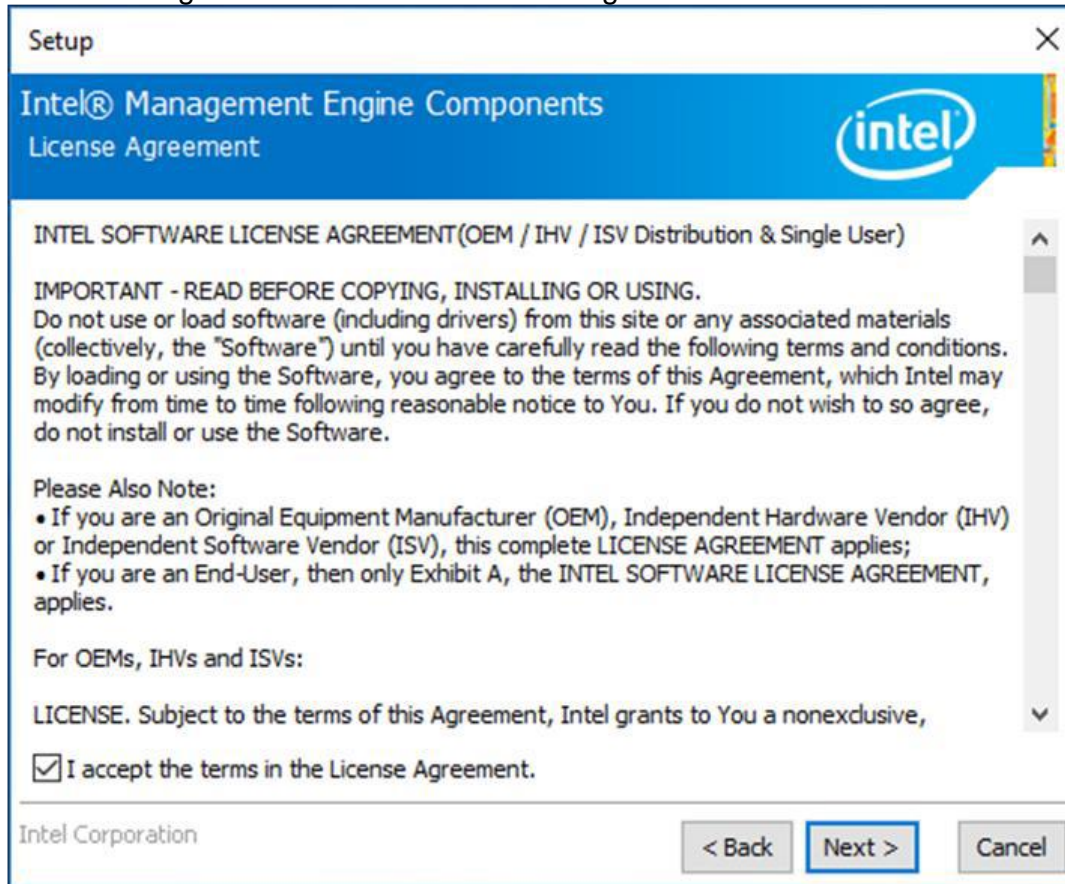 Setup
Intel® Management Engine Components
License Agreement
intel
INTEL SOFTWARE LICENSE AGREEMENT(OEM / IHV / ISV Distribution & Single User)
IMPORTANT - READ BEFORE COPYING, INSTALLING OR USING.
Do not use or load software (including drivers) from this site or any associated materials
(collectively, the "Software") until you have carefully read the following terms and conditions.
By loading or using the Software, you agree to the terms of this Agreement, which Intel may
modify from time to time following reasonable notice to You. If you do not wish to so agree,
do not install or use the Software.
Please Also Note:
• If you are an Original Equipment Manufacturer (OEM), Independent Hardware Vendor (IHV)
or Independent Software Vendor (ISV), this complete LICENSE AGREEMENT applies;
• If you are an End-User, then only Exhibit A, the INTEL SOFTWARE LICENSE AGREEMENT,
applies.
For OEMs, IHVs and ISVs:
LICENSE. Subject to the terms of this Agreement, Intel grants to You a nonexclusive,
I accept the terms in the License Agreement.
Intel Corporation
< Back Next > Cancel